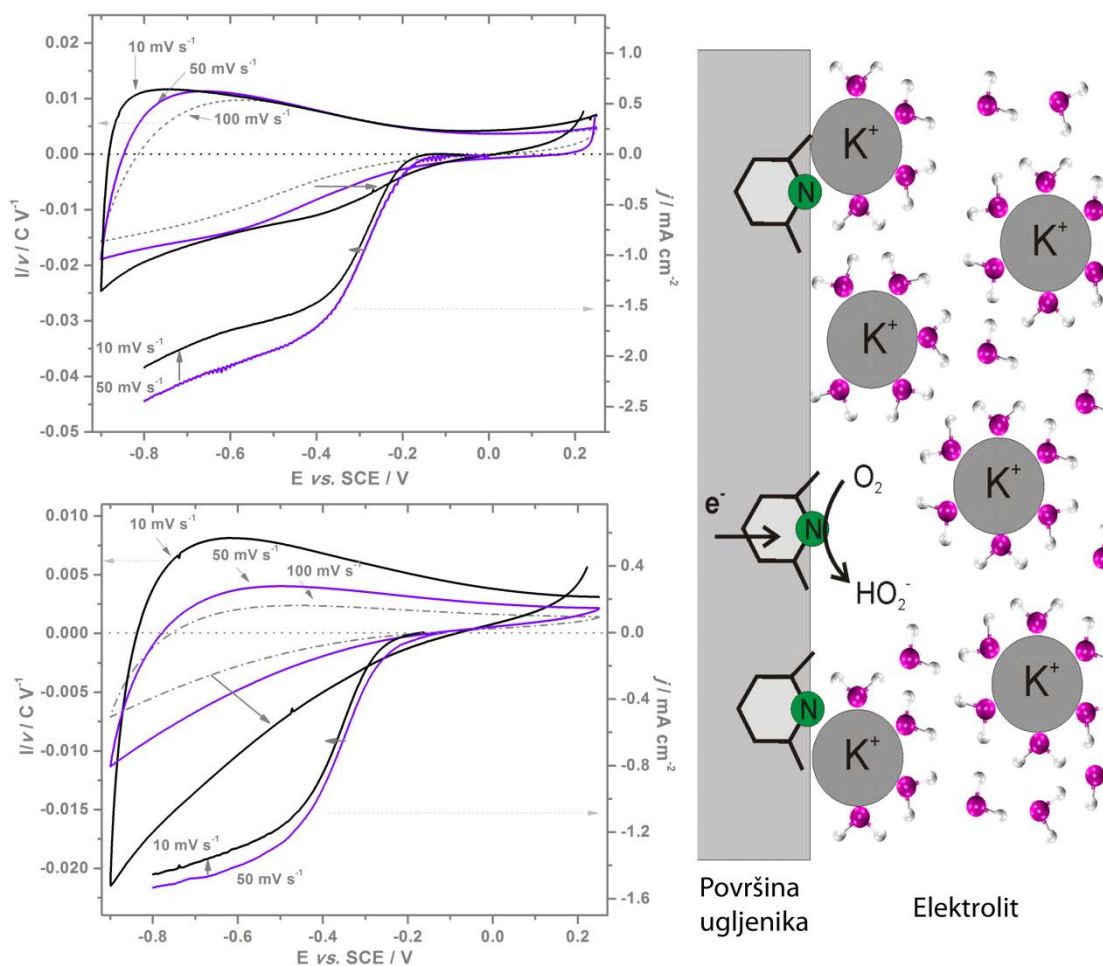 0.02
0.01
0.00
-0.01
-0.02
-0.03
-0.04
-0.05
I/ν / C V⁻¹
10 mV s⁻¹
50 mV s⁻¹
100 mV s⁻¹
10 mV s⁻¹
50 mV s⁻¹
1.0
0.5
0.0
-0.5
-1.0
-1.5
-2.0
-2.5
j / mA cm⁻²
-0.8
-0.6
-0.4
-0.2
0.0
0.2
E vs. SCE / V
0.010
0.005
0.000
-0.005
-0.010
-0.015
-0.020
I/ν / C V⁻¹
10 mV s⁻¹
50 mV s⁻¹
100 mV s⁻¹
10 mV s⁻¹
50 mV s⁻¹
0.4
0.0
-0.4
-0.8
-1.2
-1.6
j / mA cm⁻²
-0.8
-0.6
-0.4
-0.2
0.0
0.2
E vs. SCE / V
K⁺
N
K⁺
K⁺
K⁺
e⁻
N
O₂
HO₂⁻
K⁺
N
K⁺
Površina
ugljenika
Elektrolit